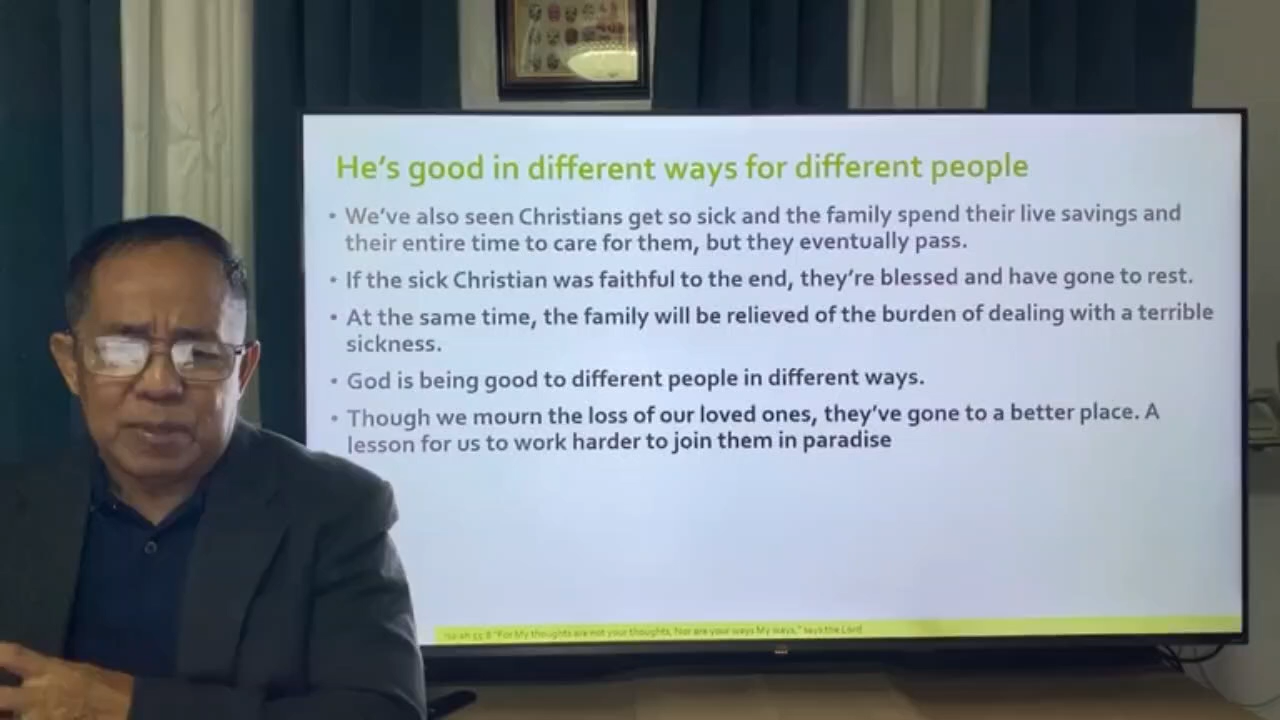 He's good in different ways for different people
• We've also seen Christians get so sick and the family spend their live savings and
their entire time to care for them, but they eventually pass.
• If the sick Christian was faithful to the end, they're blessed and have gone to rest.
• At the same time, the family will be relieved of the burden of dealing with a terrible
sickness.
• God is being good to different people in different ways.
• Though we mourn the loss of our loved ones, they've gone to a better place. A
lesson for us to work harder to join them in paradise
Isaiah 55:8 "For My thoughts are not your thoughts, Nor are your ways My ways," says the Lord